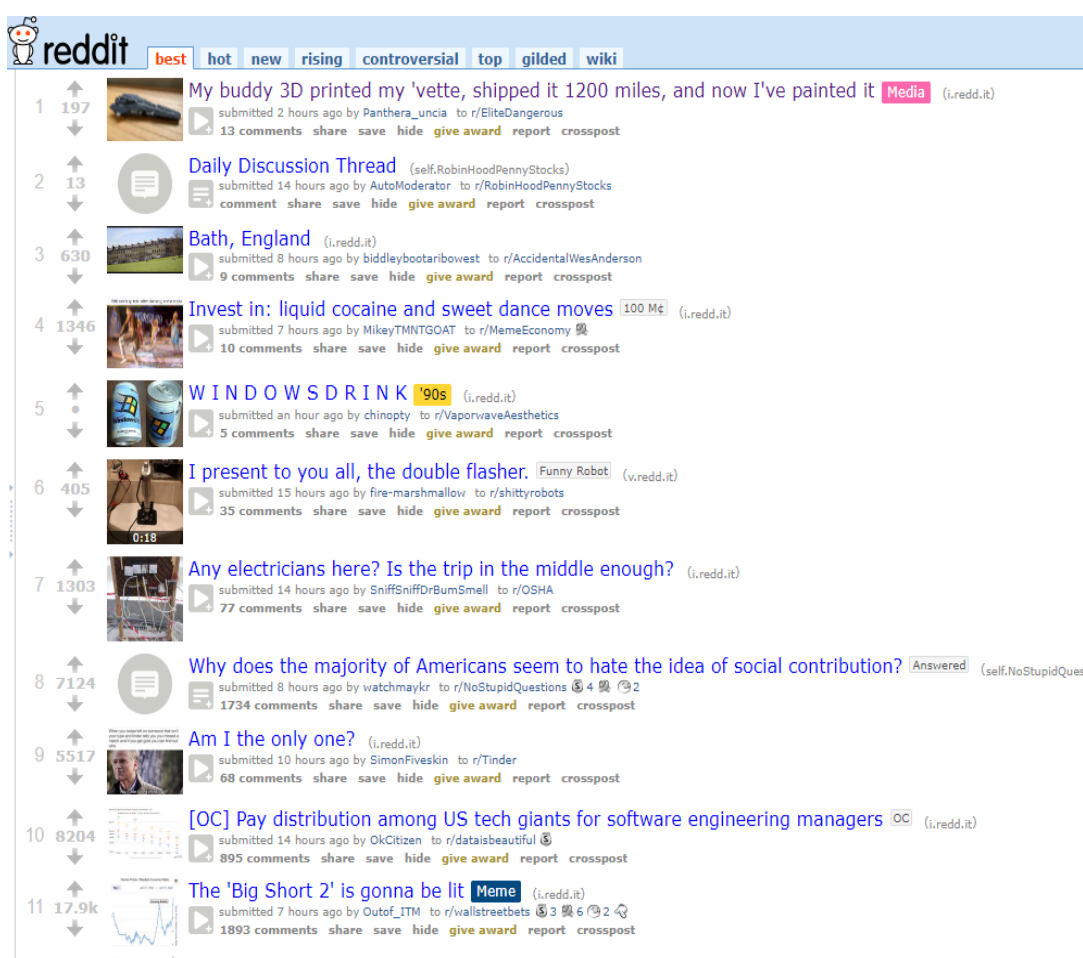 reddit best hot new rising controversial top gilded wiki
1 197 My buddy 3D printed my 'vette, shipped it 1200 miles, and now I've painted it Media (i.redd.it)
submitted 2 hours ago by Panthera_uncia to r/EliteDangerous
13 comments share save hide give award report crosspost
2 13 Daily Discussion Thread (self.RobinHoodPennyStocks)
submitted 14 hours ago by AutoModerator to r/RobinHoodPennyStocks
comment share save hide give award report crosspost
3 630 Bath, England (i.redd.it)
submitted 8 hours ago by biddleybootaribowest to r/AccidentalWesAnderson
9 comments share save hide give award report crosspost
4 1346 Invest in: liquid cocaine and sweet dance moves 100 M¢ (i.redd.it)
submitted 7 hours ago by MikeyTMNTGOAT to r/MemeEconomy
10 comments share save hide give award report crosspost
5 • W I N D O W S D R I N K '90s (i.redd.it)
submitted an hour ago by chinopty to r/VaporwaveAesthetics
5 comments share save hide give award report crosspost
6 405 I present to you all, the double flasher. Funny Robot (v.redd.it)
submitted 15 hours ago by fire-marshmallow to r/shittyrobots
35 comments share save hide give award report crosspost
0:18
7 1303 Any electricians here? Is the trip in the middle enough? (i.redd.it)
submitted 14 hours ago by SniffSniffDrBumSmell to r/OSHA
77 comments share save hide give award report crosspost
8 7124 Why does the majority of Americans seem to hate the idea of social contribution? Answered (self.NoStupidQues
submitted 8 hours ago by watchmaykr to r/NoStupidQuestions 4 2
1734 comments share save hide give award report crosspost
9 5517 Am I the only one? (i.redd.it)
submitted 10 hours ago by SimonFiveskin to r/Tinder
68 comments share save hide give award report crosspost
10 8204 [OC] Pay distribution among US tech giants for software engineering managers OC (i.redd.it)
submitted 14 hours ago by OkCitizen to r/dataisbeautiful
895 comments share save hide give award report crosspost
11 17.9k The 'Big Short 2' is gonna be lit Meme (i.redd.it)
submitted 7 hours ago by Outof_ITM to r/wallstreetbets 3 6 2
1893 comments share save hide give award report crosspost